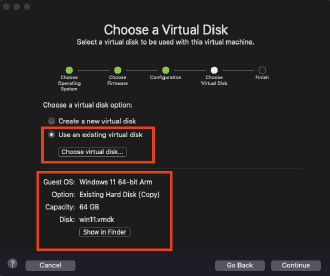 Choose a Virtual Disk
Select a virtual disk to be used with this virtual machine.
Choose Operating System
Choose Firmware
Configuration
Choose Virtual Disk
Finish
Choose a virtual disk option:
Create a new virtual disk
Use an existing virtual disk
Choose virtual disk...
Guest OS: Windows 11 64-bit Arm
Option: Existing Hard Disk (Copy)
Capacity: 64 GB
Disk: win11.vmdk
Show in Finder
? Cancel Go Back Continue